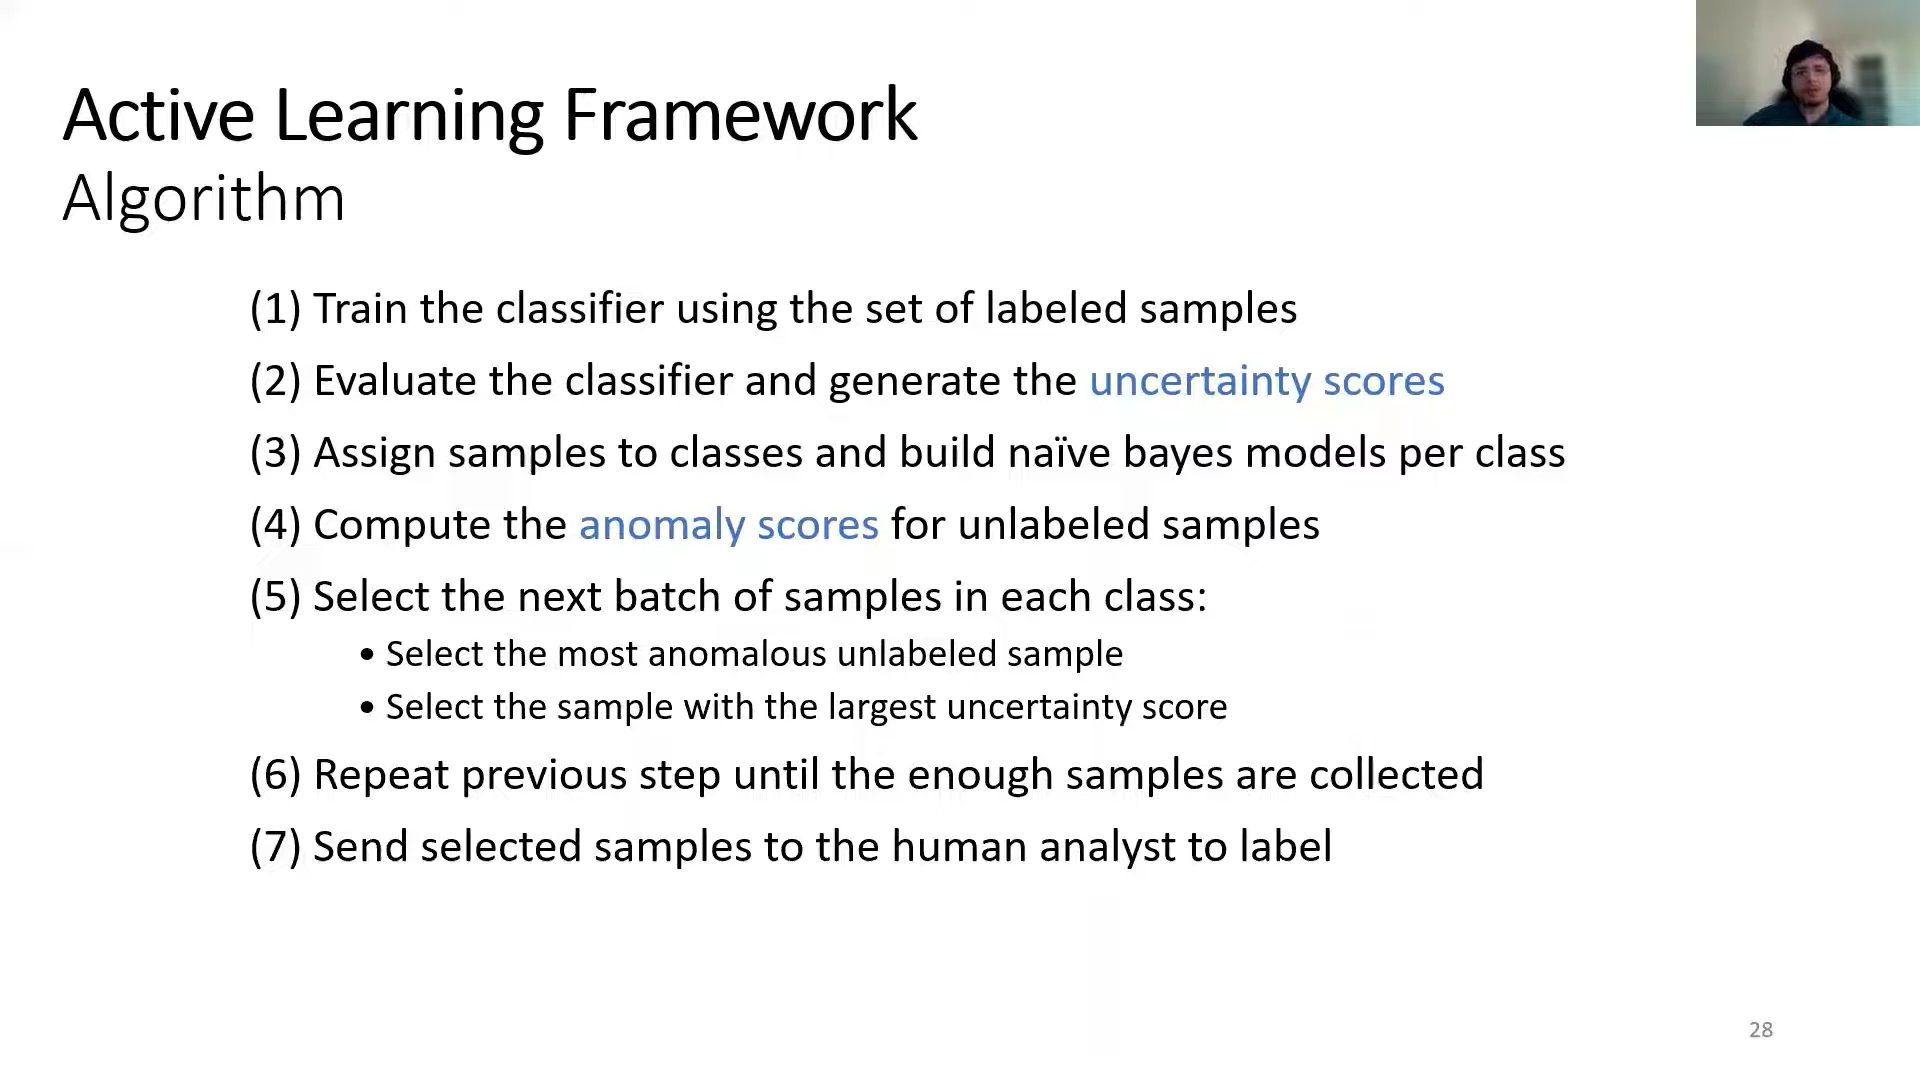 Active Learning Framework
Algorithm
(1) Train the classifier using the set of labeled samples
(2) Evaluate the classifier and generate the uncertainty scores
(3) Assign samples to classes and build naïve bayes models per class
(4) Compute the anomaly scores for unlabeled samples
(5) Select the next batch of samples in each class:
• Select the most anomalous unlabeled sample
• Select the sample with the largest uncertainty score
(6) Repeat previous step until the enough samples are collected
(7) Send selected samples to the human analyst to label
28